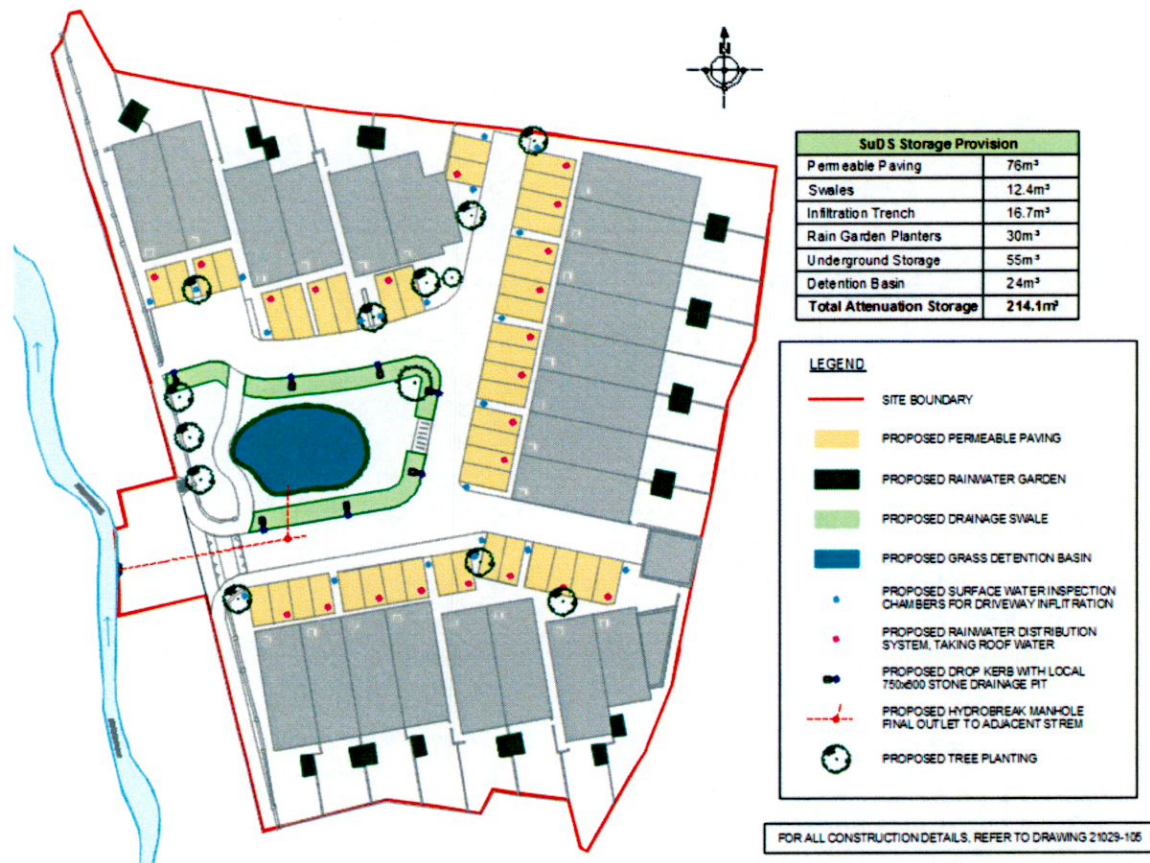 N
SuDS Storage Provision
Permeable Paving 76m³
Swales 12.4m³
Infiltration Trench 16.7m³
Rain Garden Planters 30m³
Underground Storage 55m³
Detention Basin 24m³
Total Attenuation Storage 214.1m³
LEGEND
SITE BOUNDARY
PROPOSED PERMEABLE PAVING
PROPOSED RAINWATER GARDEN
PROPOSED DRAINAGE SWALE
PROPOSED GRASS DETENTION BASIN
PROPOSED SURFACE WATER INSPECTION
CHAMBERS FOR DRIVEWAY INFLITRATION
PROPOSED RAINWATER DISTRIBUTION
SYSTEM, TAKING ROOF WATER
PROPOSED DROP KERB WITH LOCAL
750x600 STONE DRAINAGE PIT
PROPOSED HYDROBREAK MANHOLE
FINAL OUTLET TO ADJACENT STREM
PROPOSED TREE PLANTING
FOR ALL CONSTRUCTION DETAILS, REFER TO DRAWING 21029-105